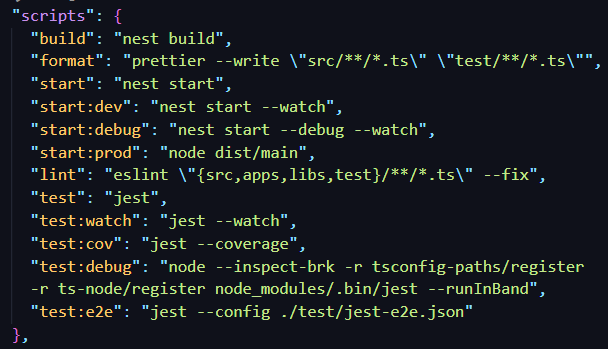 "scripts": {
"build": "nest build",
"format": "prettier --write \"src/**/*.ts\" \"test/**/*.ts\"",
"start": "nest start",
"start:dev": "nest start --watch",
"start:debug": "nest start --debug --watch",
"start:prod": "node dist/main",
"lint": "eslint \"{src,apps,libs,test}/**/*.ts\" --fix",
"test": "jest",
"test:watch": "jest --watch",
"test:cov": "jest --coverage",
"test:debug": "node --inspect-brk -r tsconfig-paths/register
-r ts-node/register node_modules/.bin/jest --runInBand",
"test:e2e": "jest --config ./test/jest-e2e.json"
},